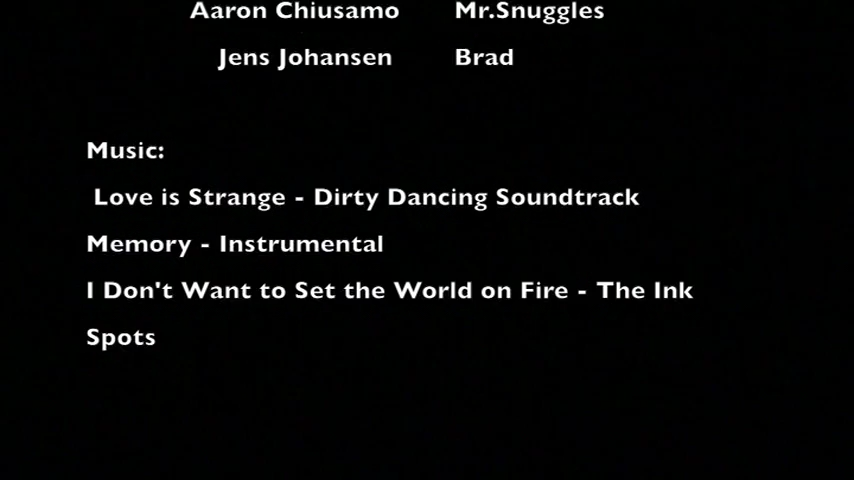 Aaron Chiusamo Mr.Snuggles
Jens Johansen Brad
Music:
Love is Strange - Dirty Dancing Soundtrack
Memory - Instrumental
I Don't Want to Set the World on Fire - The Ink
Spots